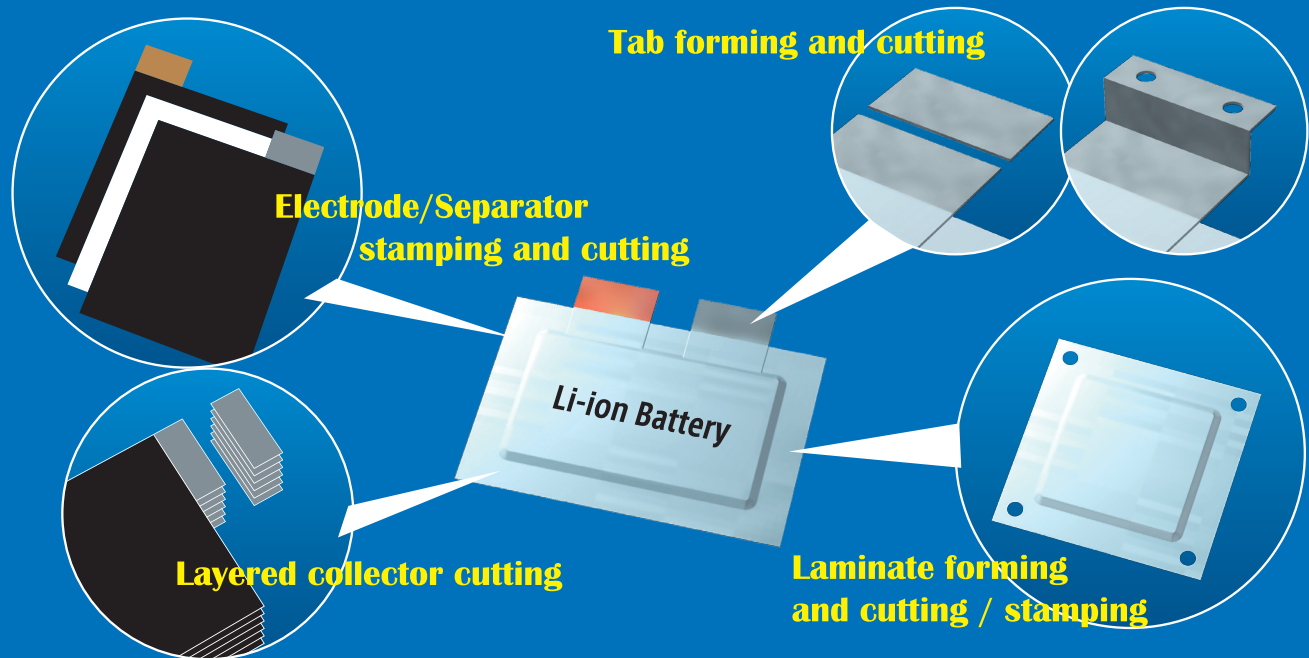 Tab forming and cutting
Electrode/Separator
stamping and cutting
Li-ion Battery
Layered collector cutting
Laminate forming
and cutting / stamping